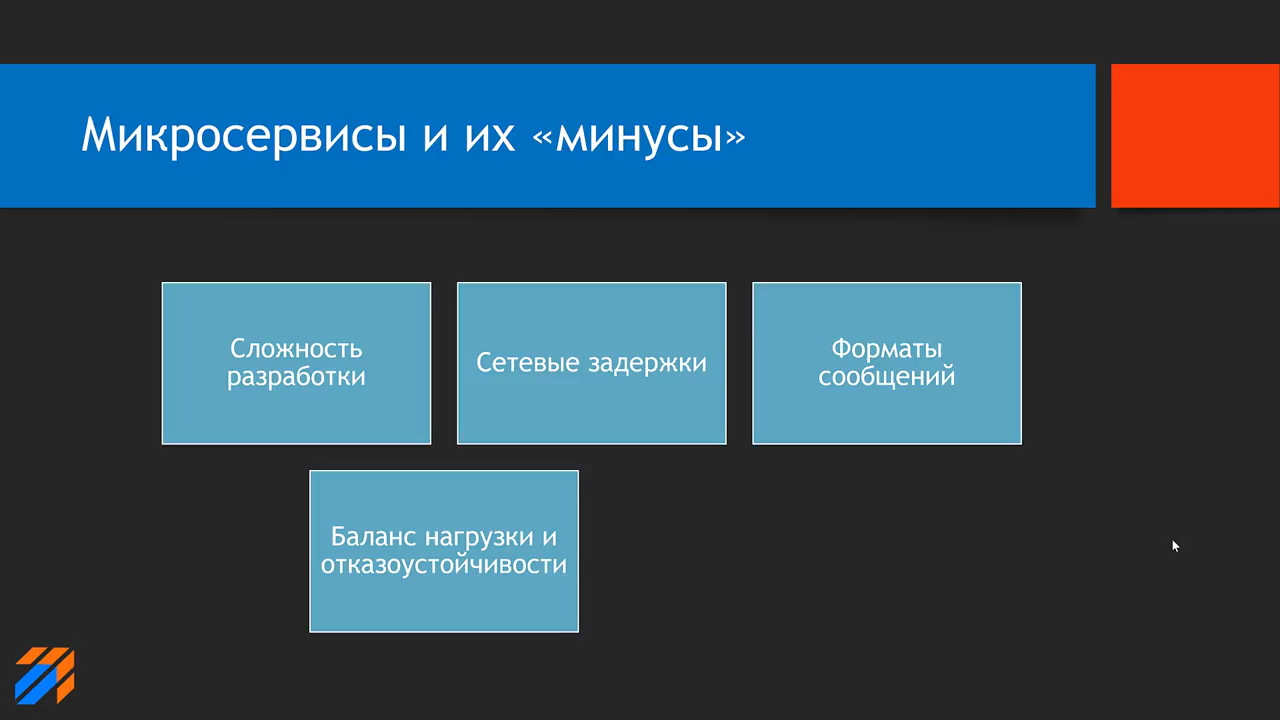 Микросервисы и их «минусы»
Сложность
разработки
Сетевые задержки
Форматы
сообщений
Баланс нагрузки и
отказоустойчивости